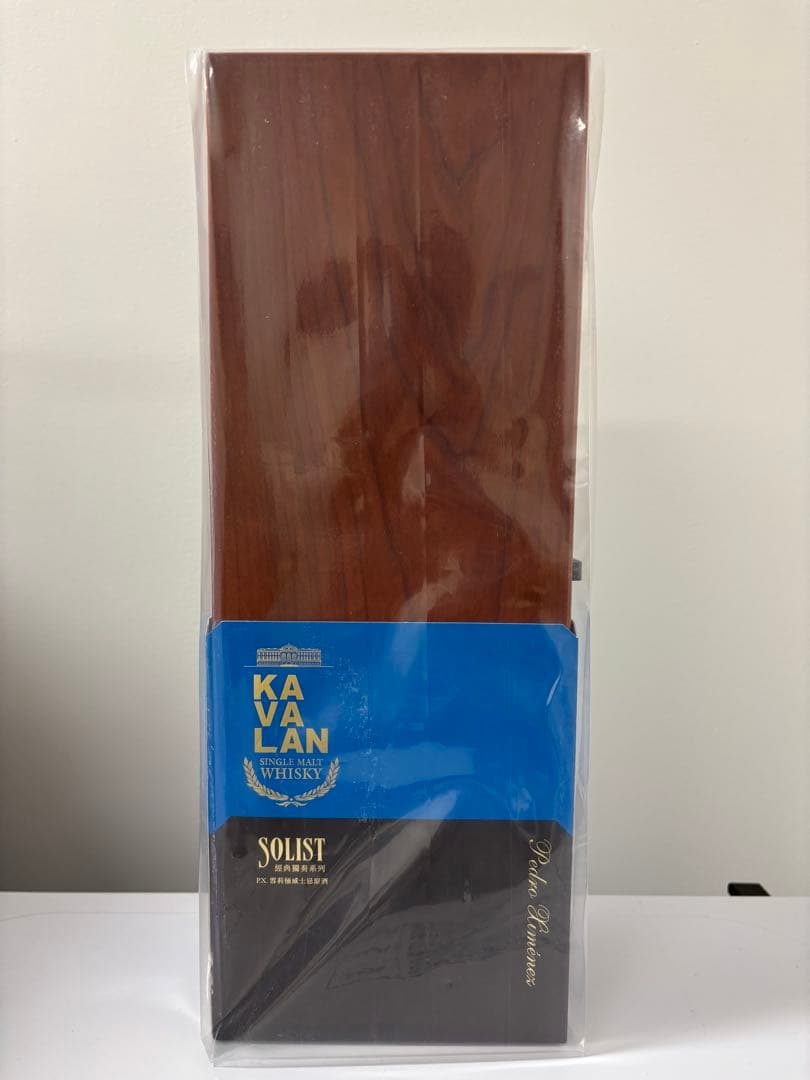 KA
VA
LAN
SINGLE MALT
WHISKY
SOLIST
經典獨奏系列
P.X. 雪莉桶威士忌原酒
Pedro Ximénez